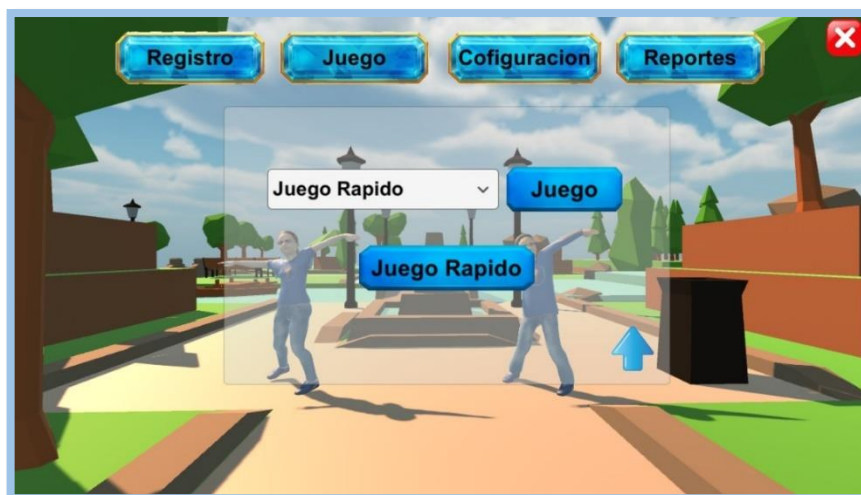 Registro
Juego
Cofiguracion
Reportes
Juego Rapido
Juego
Juego Rapido